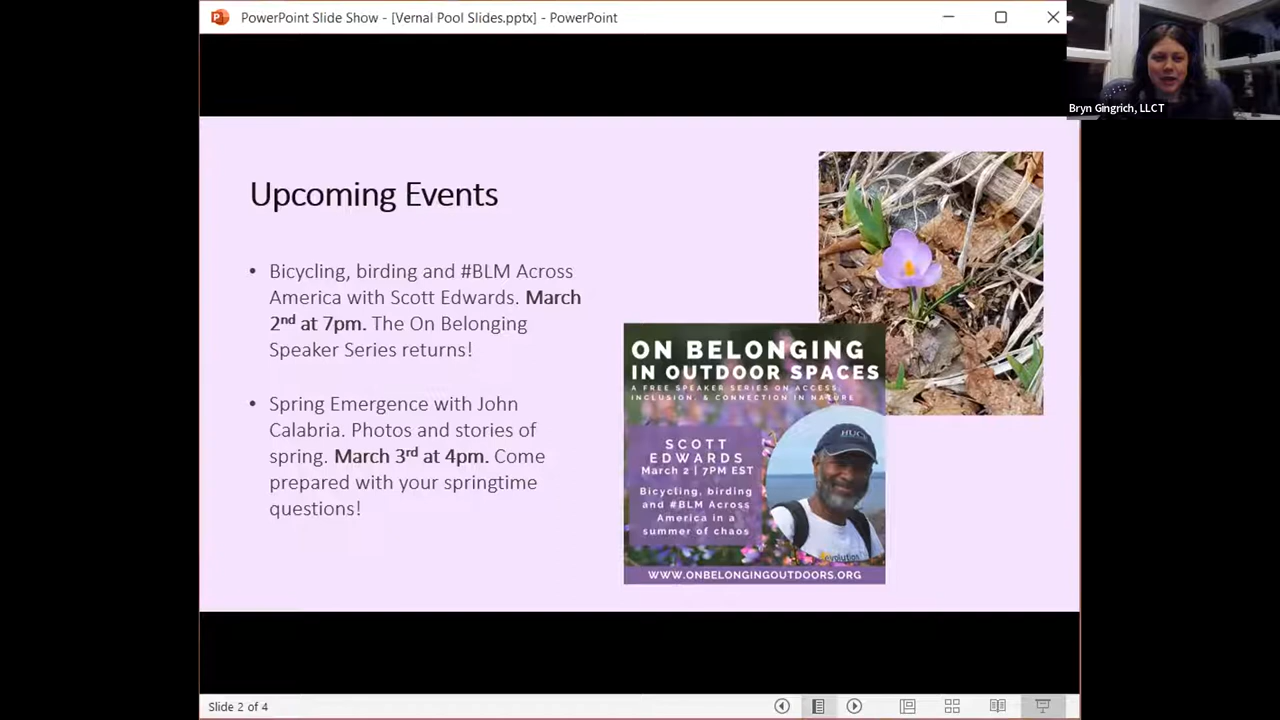 PowerPoint Slide Show - [Vernal Pool Slides.pptx] - PowerPoint
Bryn Gingrich, LLCT
Upcoming Events
• Bicycling, birding and #BLM Across
America with Scott Edwards. March
2nd at 7pm. The On Belonging
Speaker Series returns!
• Spring Emergence with John
Calabria. Photos and stories of
spring. March 3rd at 4pm. Come
prepared with your springtime
questions!
ON BELONGING
IN OUTDOOR SPACES
A FREE SPEAKER SERIES ON ACCESS,
INCLUSION, & CONNECTION IN NATURE
SCOTT
EDWARDS
March 2 | 7PM EST
Bicycling, birding
and #BLM Across
America in a
summer of chaos
WWW.ONBELONGINGOUTDOORS.ORG
Slide 2 of 4